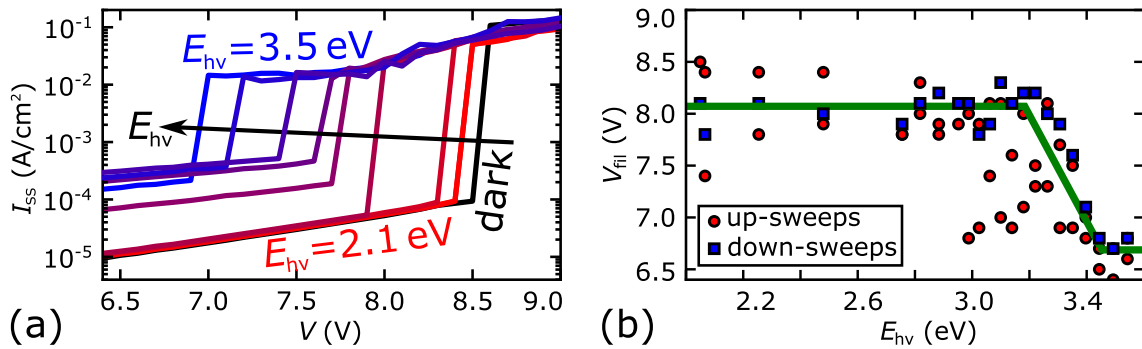 10⁻¹
10⁻²
10⁻³
10⁻⁴
10⁻⁵
I_ss (A/cm²)
E_hν=3.5 eV
E_hν
dark
E_hν=2.1 eV
6.5 7.0 7.5 8.0 8.5 9.0
(a) V (V)
9.0
8.5
8.0
7.5
7.0
6.5
V_fil (V)
up-sweeps
down-sweeps
2.2 2.6 3.0 3.4
(b) E_hν (eV)